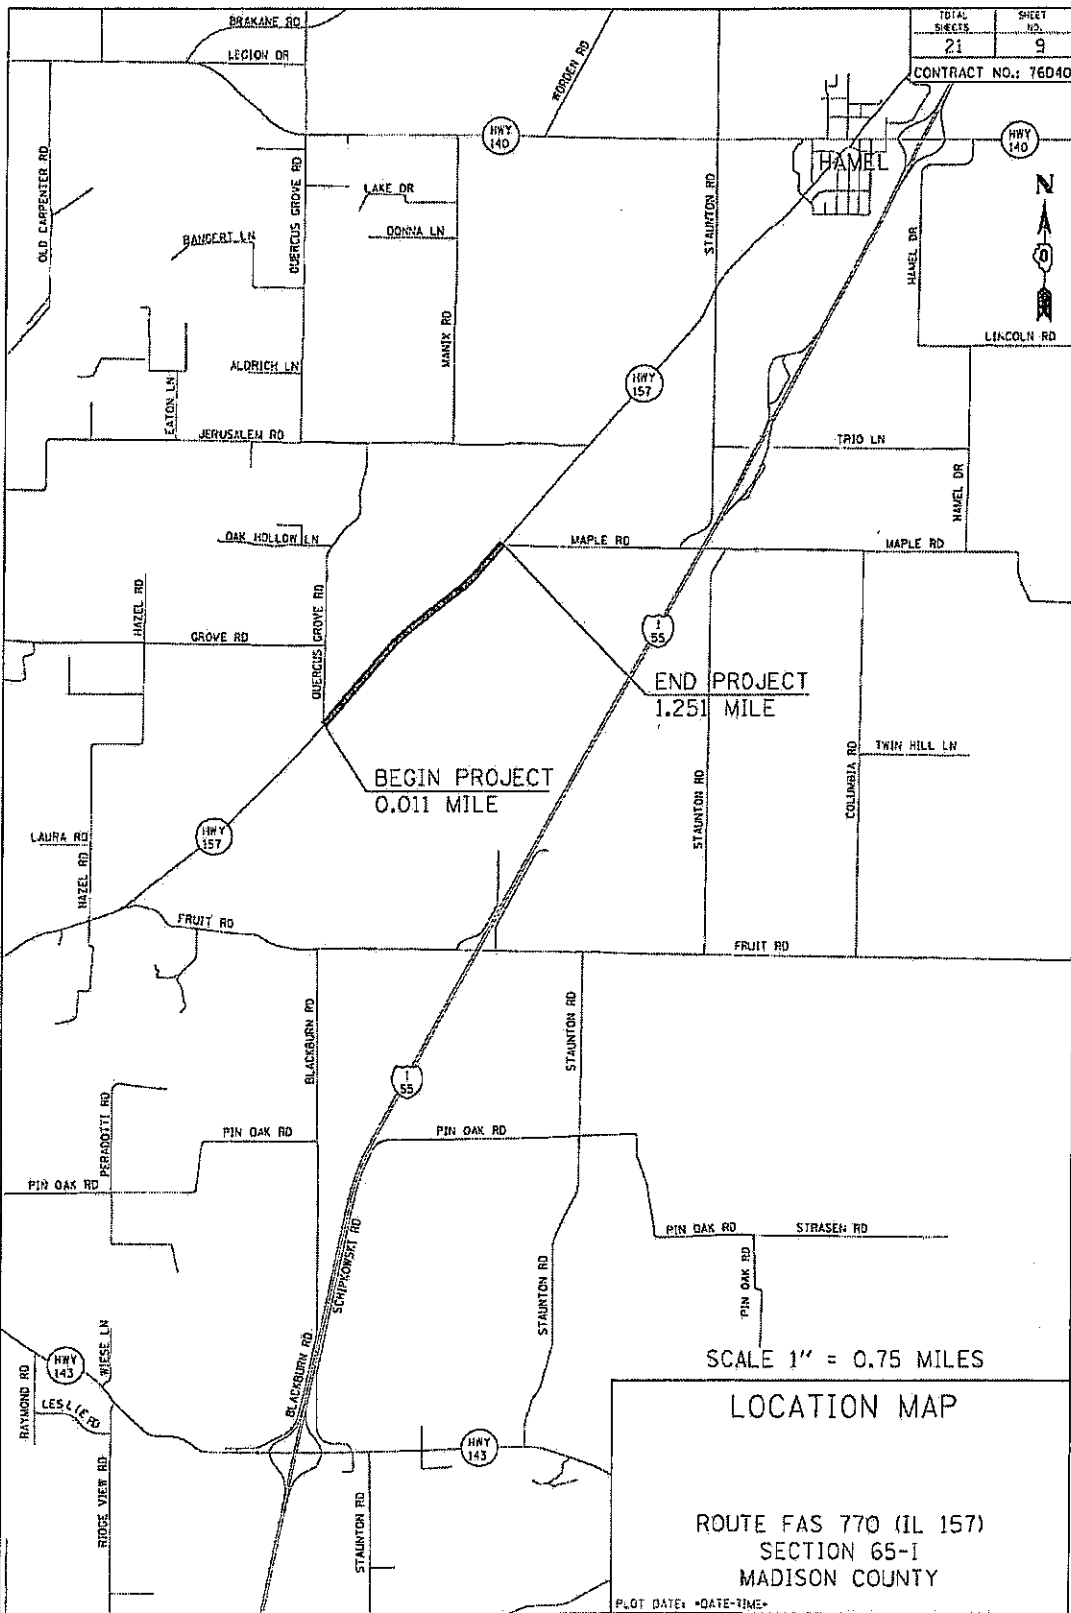 BRAKANE RD
LEGION DR
WORDEN RD
TOTAL SHEETS
SHEET NO.
21
9
CONTRACT NO.: 76D40
HWY 140
HWY 140
HAMEL
OLD CARPENTER RD
QUERCUS GROVE RD
LAKE DR
DONNA LN
BANGERT LN
STAUNTON RD
HAMEL DR
N
LINCOLN RD
MANIX RD
ALDRICH LN
EATON LN
HWY 157
JERUSALEM RD
TRIO LN
HAMEL DR
OAK HOLLOW LN
MAPLE RD
MAPLE RD
HAZEL RD
GROVE RD
QUERCUS GROVE RD
I 55
END PROJECT
1.251 MILE
TWIN HILL LN
COLUMBIA RD
STAUNTON RD
BEGIN PROJECT
0.011 MILE
HWY 157
LAURA RD
HAZEL RD
FRUIT RD
FRUIT RD
BLACKBURN RD
STAUNTON RD
I 55
PERADOTTI RD
PIN OAK RD
PIN OAK RD
PIN OAK RD
PIN OAK RD
STRASEN RD
PIN OAK RD
SCHIPKOWSKI RD
STAUNTON RD
WIESE LN
HWY 143
RAYMOND RD
LESLIE RD
BLACKBURN RD
RIDGE VIEW RD
HWY 143
STAUNTON RD
SCALE 1" = 0.75 MILES
LOCATION MAP
ROUTE FAS 770 (IL 157)
SECTION 65-I
MADISON COUNTY
PLOT DATE: =DATE-TIME=